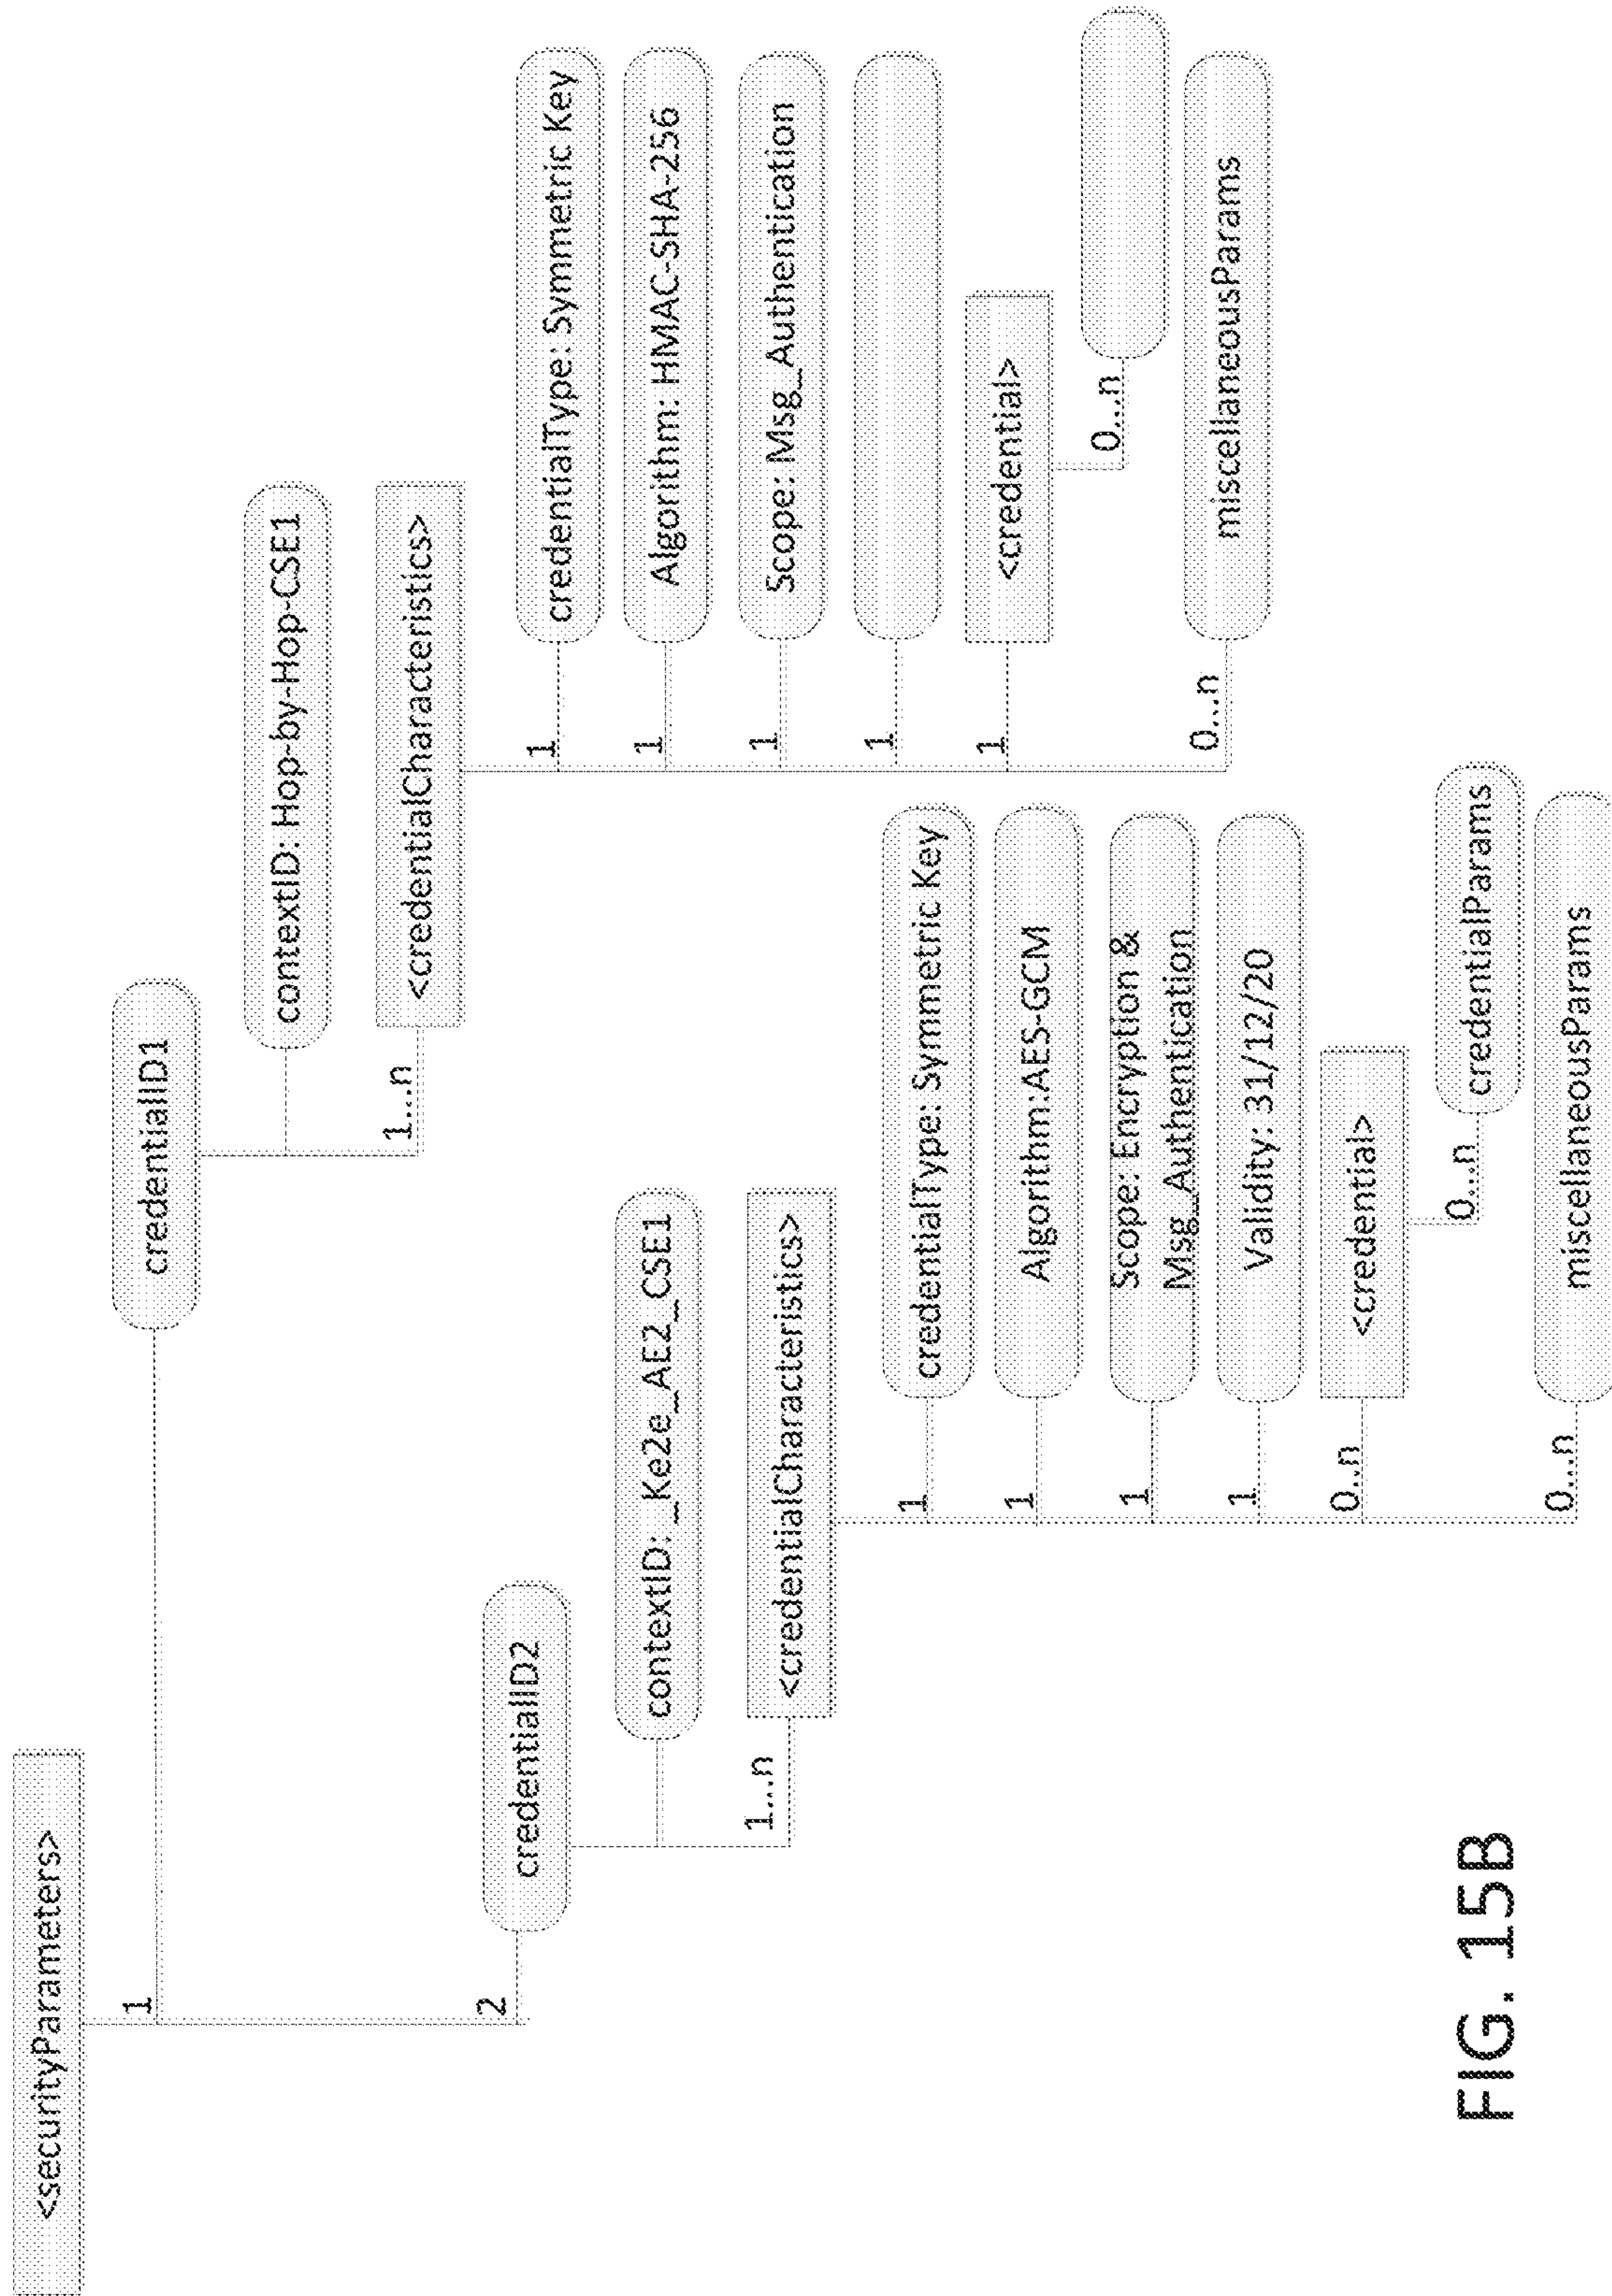 <securityParameters>
1
credentialID1
contextID: Hop-by-Hop-CSE1
1...n
<credentialCharacteristics>
1
credentialType: Symmetric Key
1
Algorithm: HMAC-SHA-256
1
Scope: Msg_Authentication
1
1
<credential>
0...n
0...n
miscellaneousParams
2
credentialID2
contextID: _Ke2e_AE2_CSE1
1...n
<credentialCharacteristics>
1
credentialType: Symmetric Key
1
Algorithm:AES-GCM
1
Scope: Encryption &
Msg_Authentication
1
Validity: 31/12/20
0..n
<credential>
0...n
credentialParams
0...n
miscellaneousParams
FIG. 15B